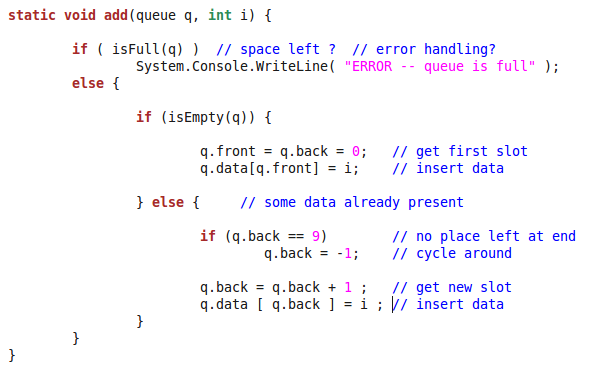 static void add(queue q, int i) {
if ( isFull(q) )  // space left ?  // error handling?
System.Console.WriteLine( "ERROR -- queue is full" );
else {
if (isEmpty(q)) {
q.front = q.back = 0;   // get first slot
q.data[q.front] = i;    // insert data
} else {     // some data already present
if (q.back == 9)        // no place left at end
q.back = -1;    // cycle around
q.back = q.back + 1 ;   // get new slot
q.data [ q.back ] = i ; // insert data
}
}
}